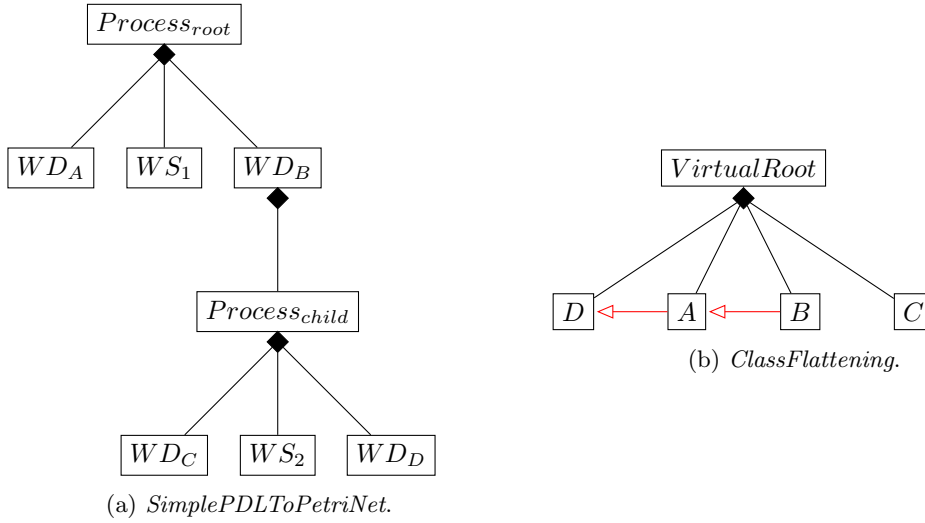 Process_root
WD_A WS_1 WD_B
Process_child
WD_C WS_2 WD_D
(a) SimplePDLToPetriNet.
VirtualRoot
D A B C
(b) ClassFlattening.